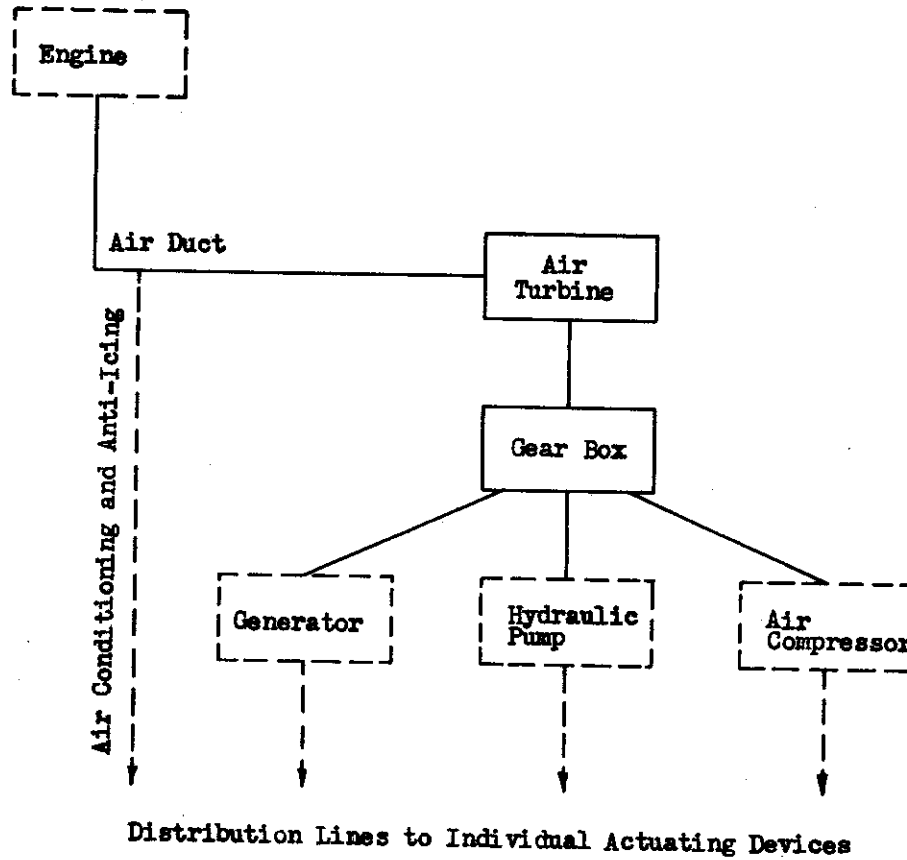 Engine
Air Duct
Air
Turbine
Air Conditioning and Anti-Icing
Gear Box
Generator
Hydraulic
Pump
Air
Compressor
Distribution Lines to Individual Actuating Devices